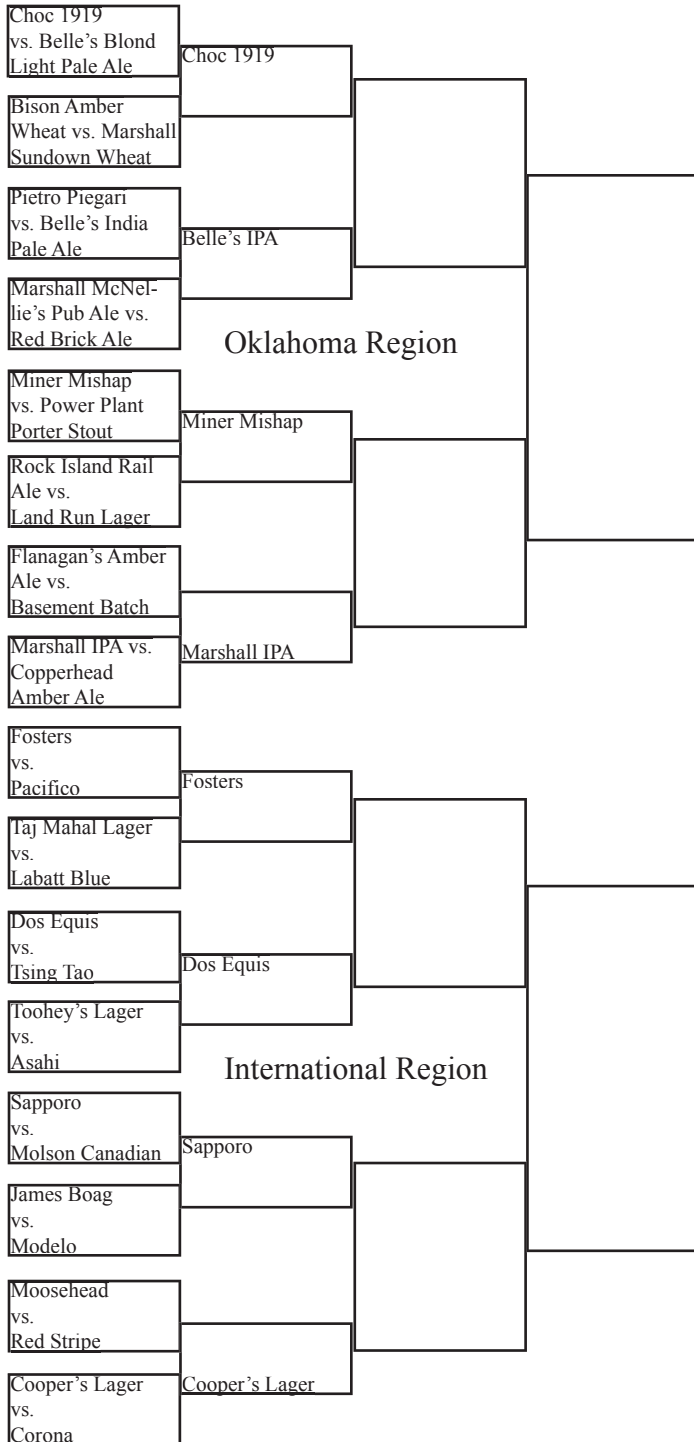 Choc 1919
vs. Belle’s Blond
Light Pale Ale
Bison Amber
Wheat vs. Marshall
Sundown Wheat
Pietro Piegari
vs. Belle’s India
Pale Ale
Marshall McNel-
lie’s Pub Ale vs.
Red Brick Ale
Miner Mishap
vs. Power Plant
Porter Stout
Rock Island Rail
Ale vs.
Land Run Lager
Flanagan’s Amber
Ale vs.
Basement Batch
Marshall IPA vs.
Copperhead
Amber Ale
Choc 1919
Belle’s IPA
Oklahoma Region
Miner Mishap
Marshall IPA
Fosters
vs.
Pacifico
Taj Mahal Lager
vs.
Labatt Blue
Dos Equis
vs.
Tsing Tao
Toohey’s Lager
vs.
Asahi
Sapporo
vs.
Molson Canadian
James Boag
vs.
Modelo
Moosehead
vs.
Red Stripe
Cooper’s Lager
vs.
Corona
Fosters
Dos Equis
International Region
Sapporo
Cooper’s Lager